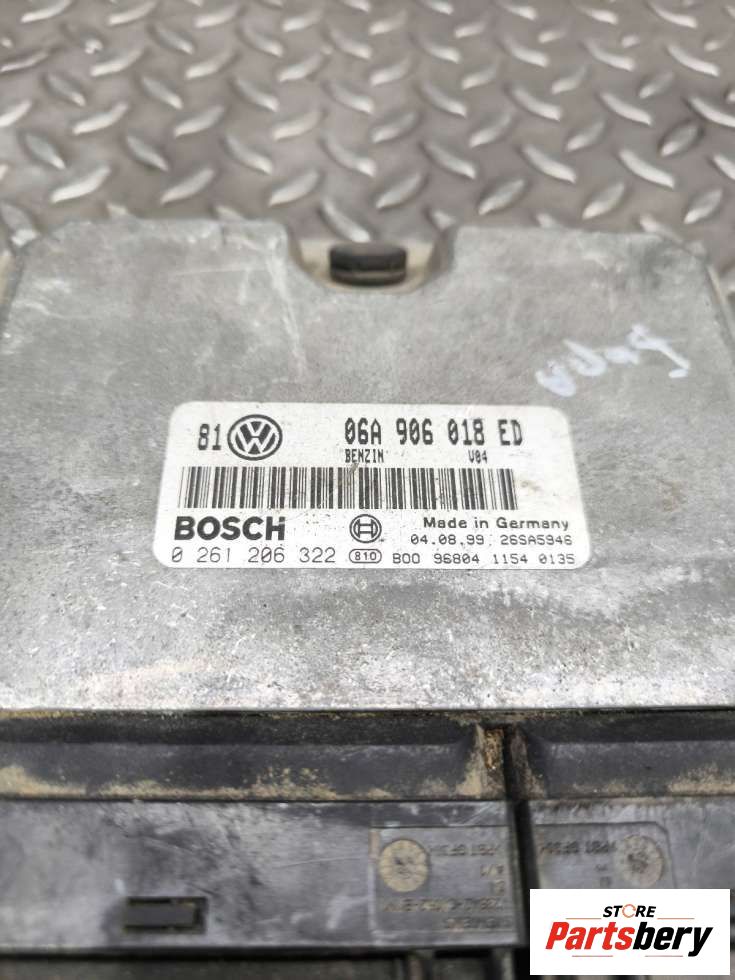 81 VW 06A 906 018 ED
BENZIN V04
BOSCH Made in Germany
04.08.99 26SA5946
0 261 206 322 810 B00 96804 1154 0135
STORE
Partsbery